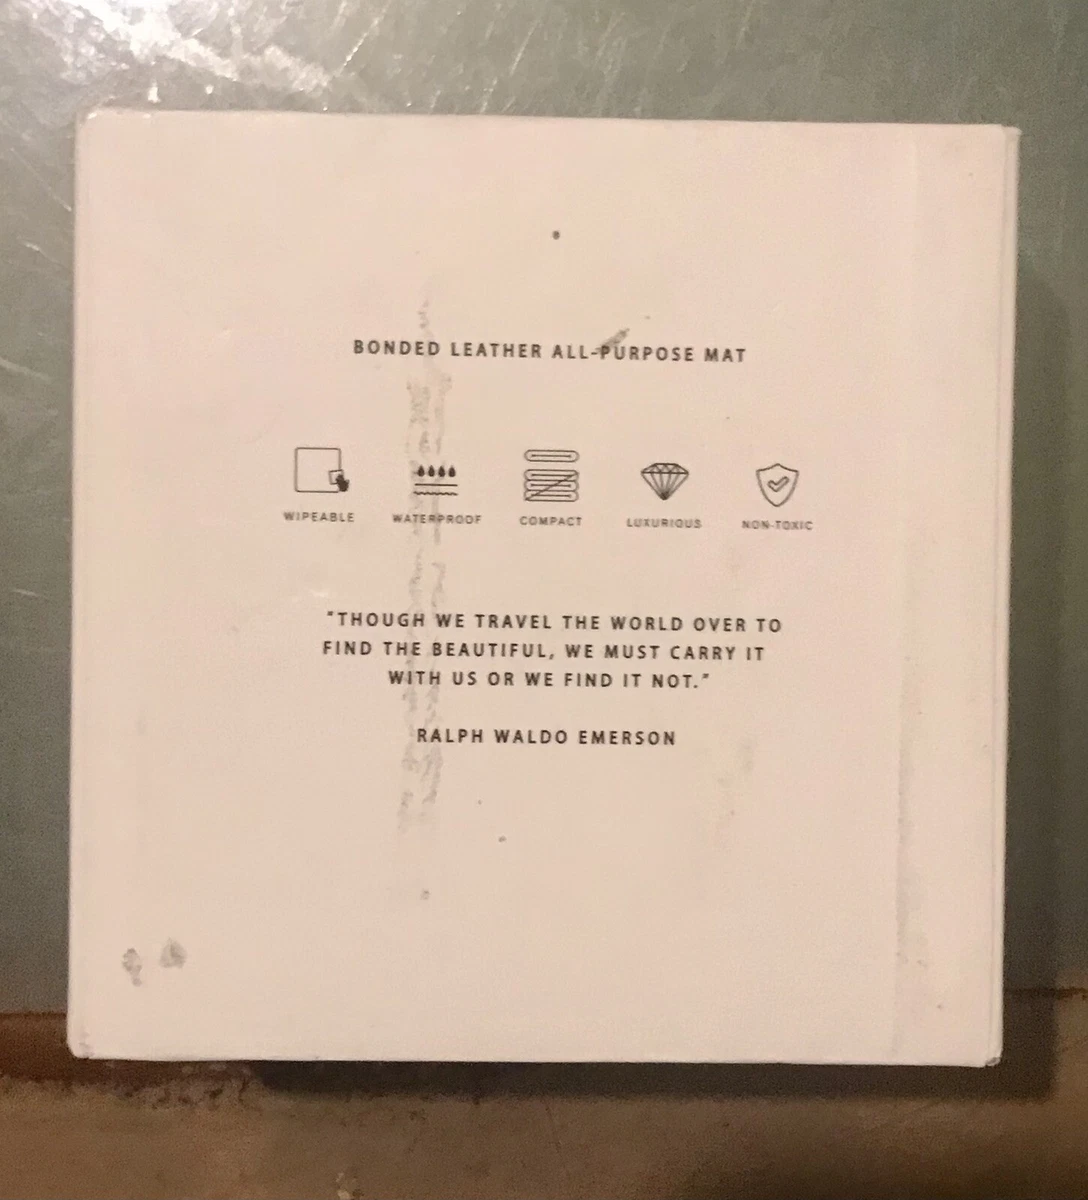 BONDED LEATHER ALL-PURPOSE MAT
WIPEABLE WATERPROOF COMPACT LUXURIOUS NON-TOXIC
"THOUGH WE TRAVEL THE WORLD OVER TO
FIND THE BEAUTIFUL, WE MUST CARRY IT
WITH US OR WE FIND IT NOT."
RALPH WALDO EMERSON